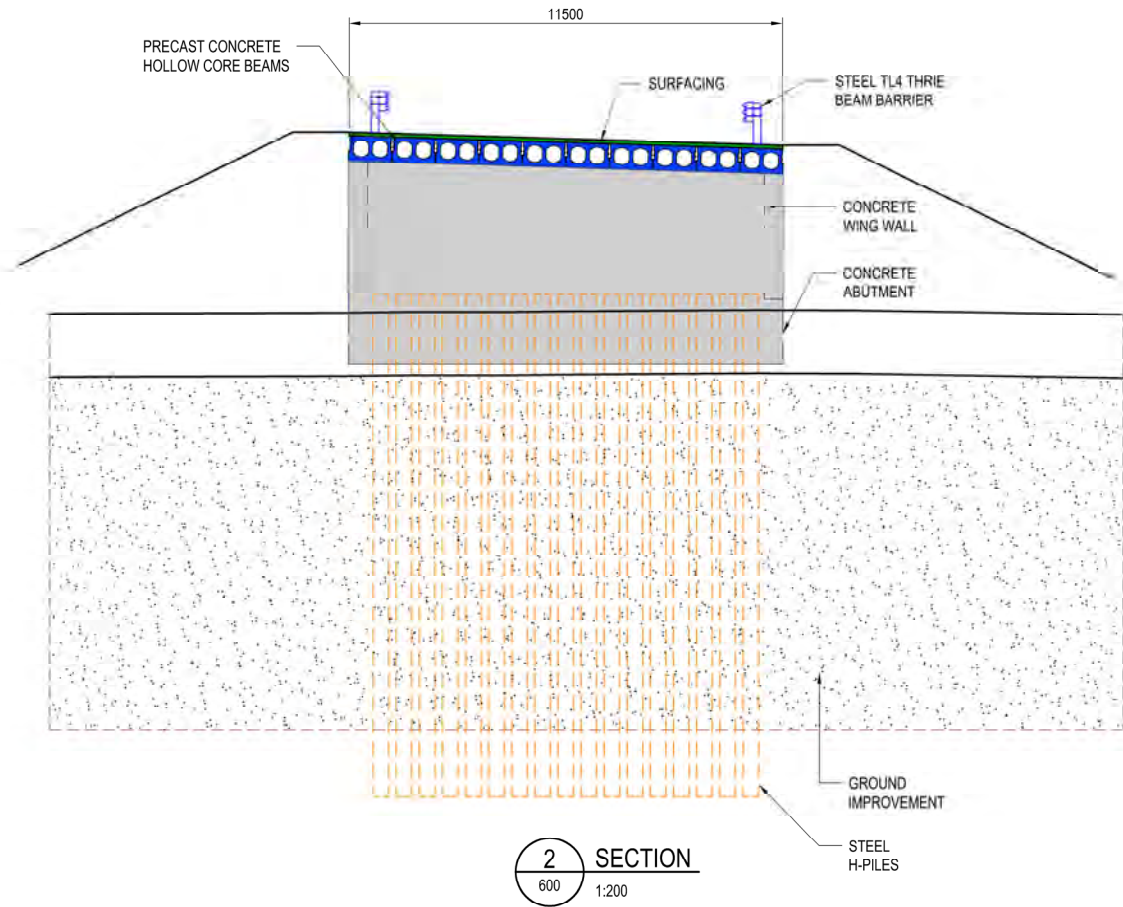 11500
PRECAST CONCRETE
HOLLOW CORE BEAMS
SURFACING
STEEL TL4 THRIE
BEAM BARRIER
CONCRETE
WING WALL
CONCRETE
ABUTMENT
GROUND
IMPROVEMENT
STEEL
H-PILES
2 SECTION
600 1:200